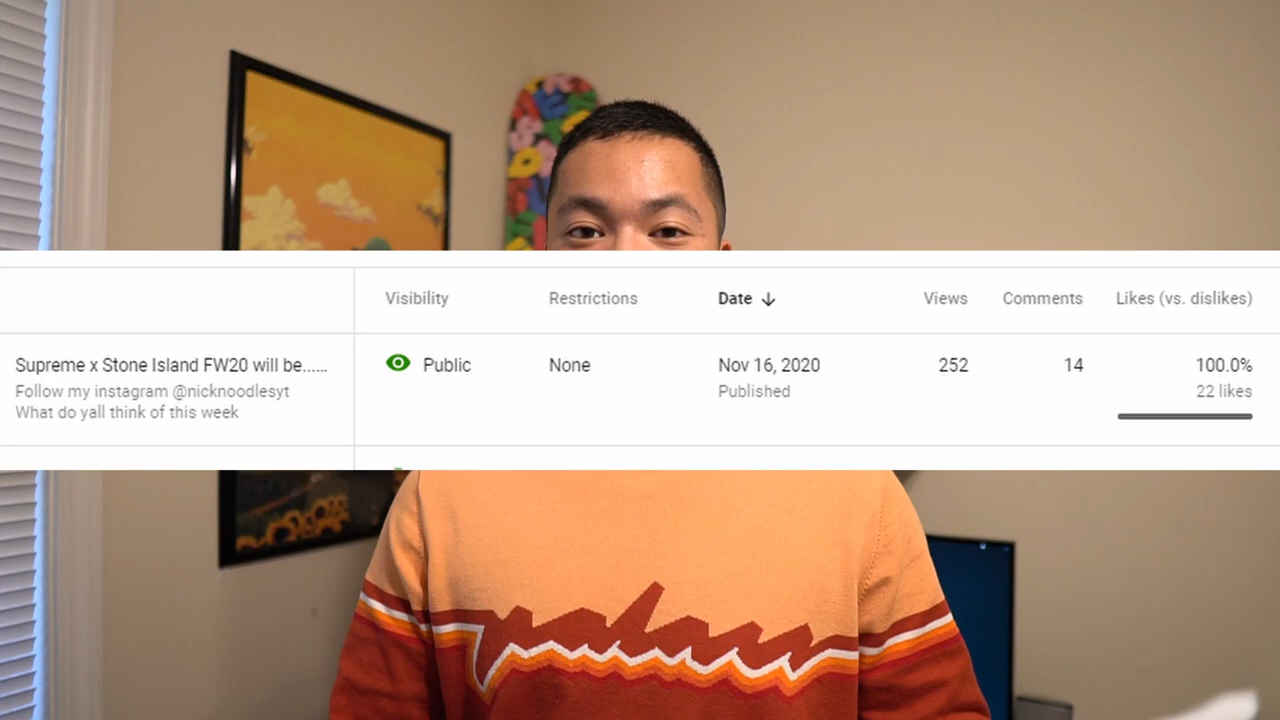 Visibility
Restrictions
Date
Views
Comments
Likes (vs. dislikes)
Supreme x Stone Island FW20 will be......
Public
None
Nov 16, 2020
252
14
100.0%
Follow my instagram @nicknoodlesyt
Published
22 likes
What do yall think of this week